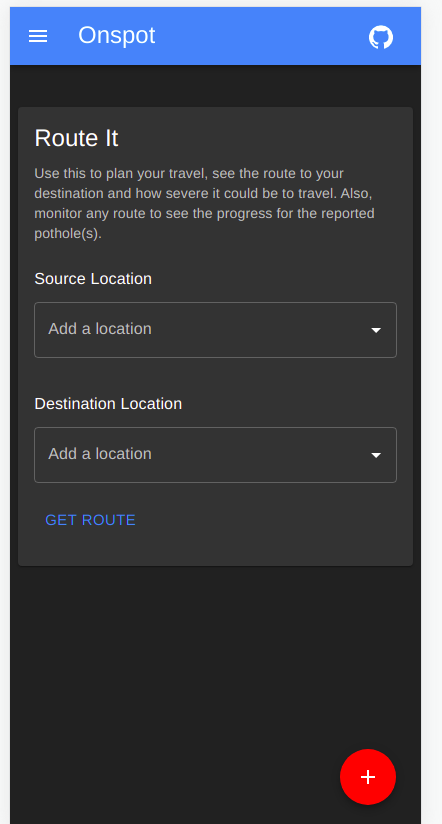 Onspot
Route It
Use this to plan your travel, see the route to your
destination and how severe it could be to travel. Also,
monitor any route to see the progress for the reported
pothole(s).
Source Location
Add a location
Destination Location
Add a location
GET ROUTE